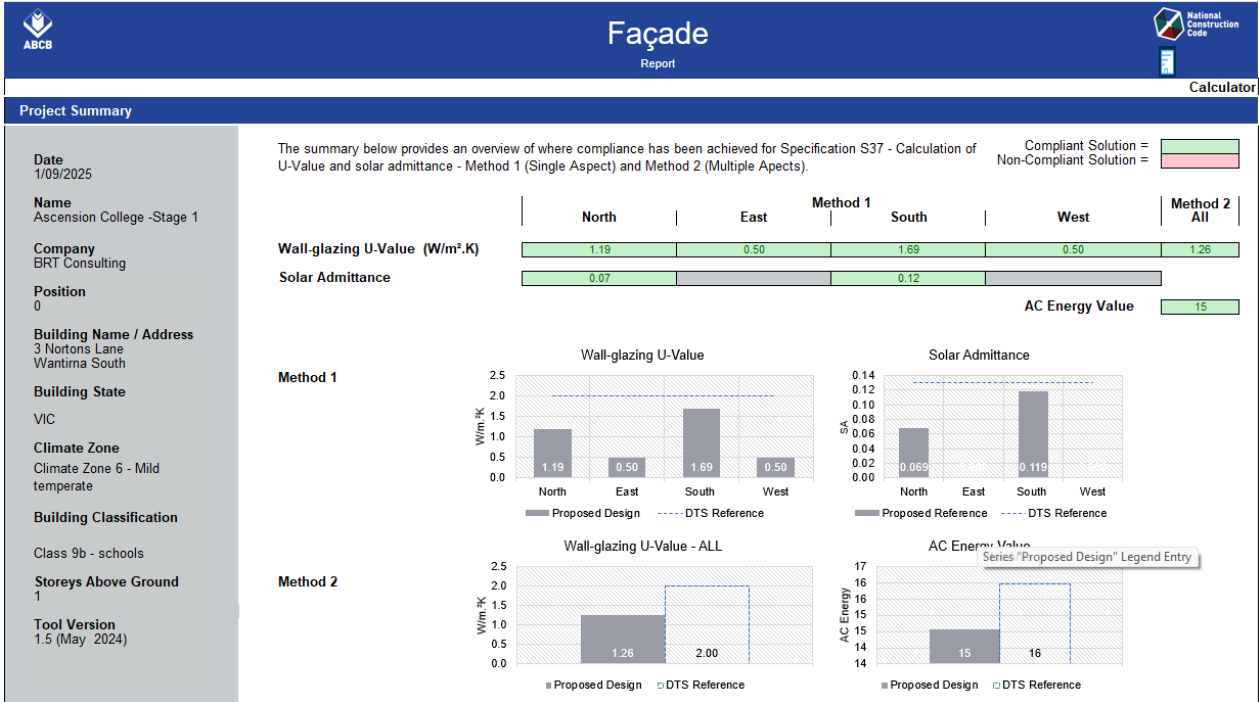 ABCB
Façade
Report
National
Construction
Code
Calculator
Project Summary
Date
1/09/2025
Name
Ascension College -Stage 1
Company
BRT Consulting
Position
0
Building Name / Address
3 Nortons Lane
Wantirna South
Building State
VIC
Climate Zone
Climate Zone 6 - Mild
temperate
Building Classification
Class 9b - schools
Storeys Above Ground
1
Tool Version
1.5 (May 2024)
The summary below provides an overview of where compliance has been achieved for Specification S37 - Calculation of
U-Value and solar admittance - Method 1 (Single Aspect) and Method 2 (Multiple Apects).
Compliant Solution =
Non-Compliant Solution =
Method 1 Method 2
North East South West All
Wall-glazing U-Value (W/m².K) 1.19 0.50 1.69 0.50 1.26
Solar Admittance 0.07 0.12
AC Energy Value 15
Method 1
Wall-glazing U-Value
W/m.²K
2.5
2.0
1.5
1.0
0.5
0.0
1.19 0.50 1.69 0.50
North East South West
Proposed Design DTS Reference
Solar Admittance
SA
0.14
0.12
0.10
0.08
0.06
0.04
0.02
0.00
0.069 0.119
North East South West
Proposed Reference DTS Reference
Method 2
Wall-glazing U-Value - ALL
W/m.²K
2.5
2.0
1.5
1.0
0.5
0.0
1.26 2.00
Proposed Design DTS Reference
AC Energy Value
Series "Proposed Design" Legend Entry
AC Energy
17
16
16
15
15
14
14
15 16
Proposed Design DTS Reference